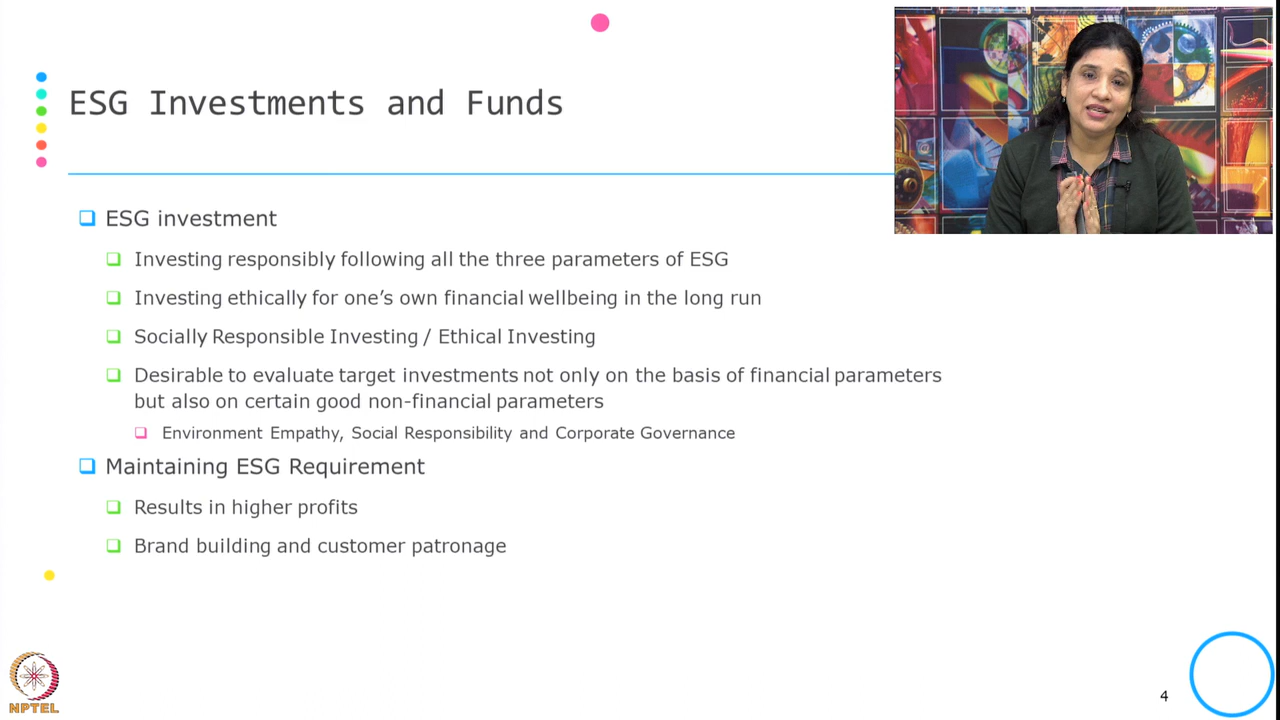 ESG Investments and Funds
ESG investment
Investing responsibly following all the three parameters of ESG
Investing ethically for one’s own financial wellbeing in the long run
Socially Responsible Investing / Ethical Investing
Desirable to evaluate target investments not only on the basis of financial parameters
but also on certain good non-financial parameters
Environment Empathy, Social Responsibility and Corporate Governance
Maintaining ESG Requirement
Results in higher profits
Brand building and customer patronage
NPTEL
4